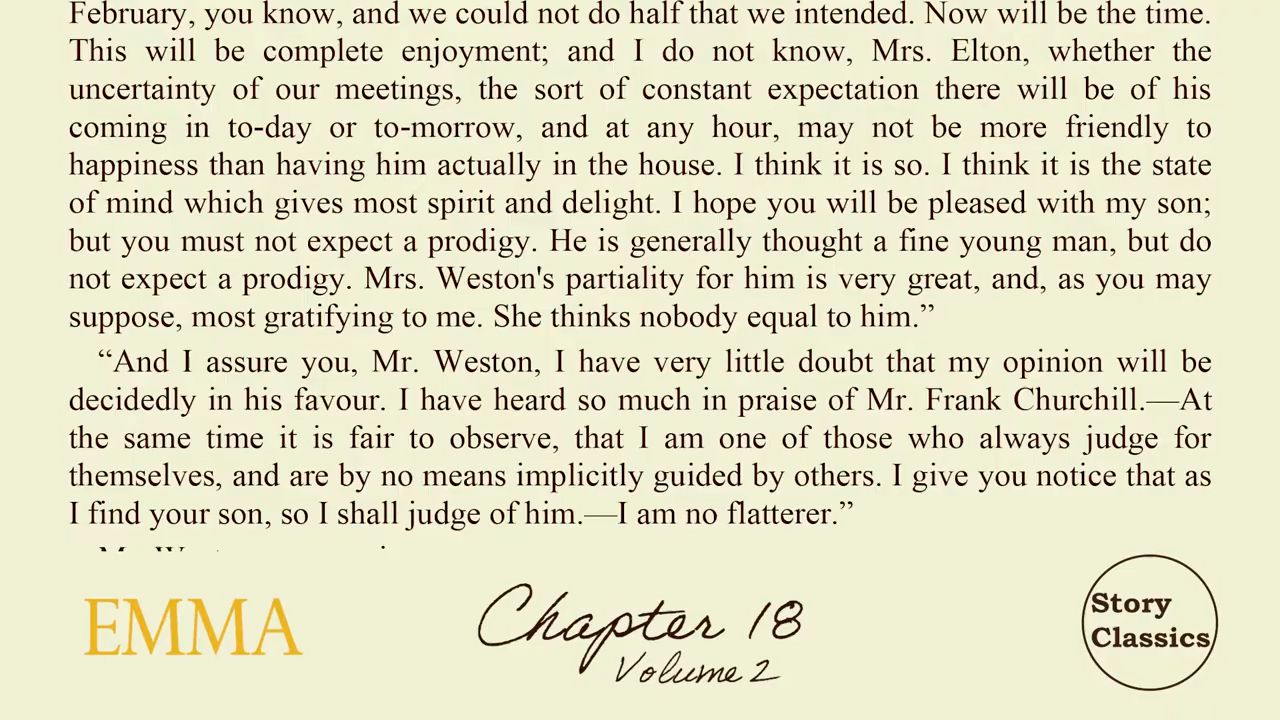 February, you know, and we could not do half that we intended. Now will be the time.
This will be complete enjoyment; and I do not know, Mrs. Elton, whether the
uncertainty of our meetings, the sort of constant expectation there will be of his
coming in to-day or to-morrow, and at any hour, may not be more friendly to
happiness than having him actually in the house. I think it is so. I think it is the state
of mind which gives most spirit and delight. I hope you will be pleased with my son;
but you must not expect a prodigy. He is generally thought a fine young man, but do
not expect a prodigy. Mrs. Weston's partiality for him is very great, and, as you may
suppose, most gratifying to me. She thinks nobody equal to him.”
“And I assure you, Mr. Weston, I have very little doubt that my opinion will be
decidedly in his favour. I have heard so much in praise of Mr. Frank Churchill.—At
the same time it is fair to observe, that I am one of those who always judge for
themselves, and are by no means implicitly guided by others. I give you notice that as
I find your son, so I shall judge of him.—I am no flatterer.”
EMMA
Chapter 18
Volume 2
Story
Classics